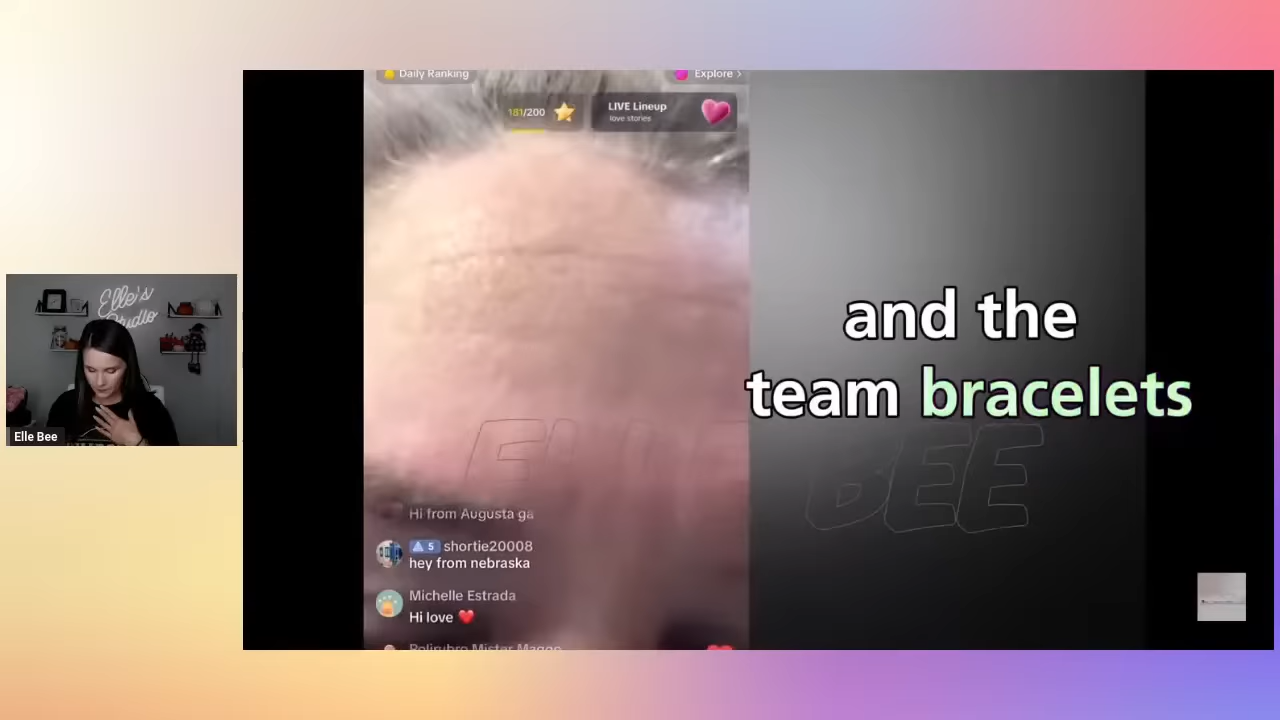 Daily Ranking
Explore >
181/200
LIVE Lineup
love stories
Elle's
Studio
Elle Bee
and the
team bracelets
BEE
Hi from Augusta ga
5 shortie20008
hey from nebraska
Michelle Estrada
Hi love